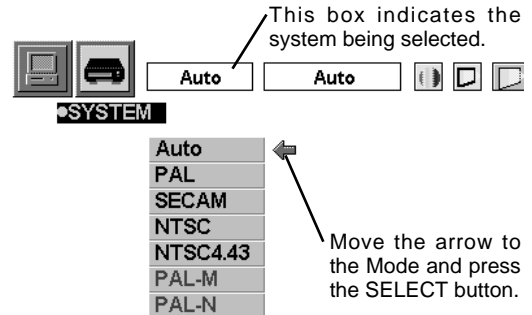 This box indicates the
system being selected.
Auto
Auto
●SYSTEM
Auto
PAL
SECAM
NTSC
NTSC4.43
PAL-M
PAL-N
Move the arrow to
the Mode and press
the SELECT button.